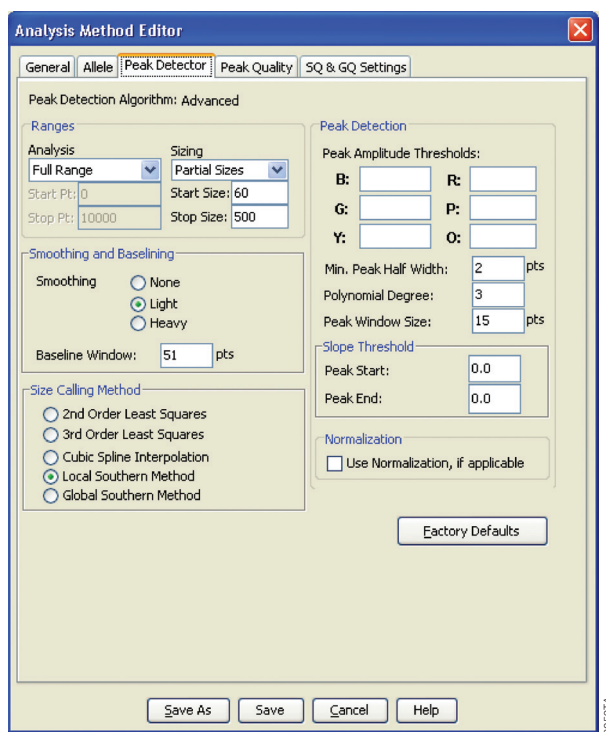 Analysis Method Editor
General Allele Peak Detector Peak Quality SQ & GQ Settings
Peak Detection Algorithm: Advanced
Ranges
Analysis Sizing
Full Range Partial Sizes
Start Pt: 0 Start Size: 60
Stop Pt: 10000 Stop Size: 500
Smoothing and Baselining
Smoothing None
Light
Heavy
Baseline Window: 51 pts
Size Calling Method
2nd Order Least Squares
3rd Order Least Squares
Cubic Spline Interpolation
Local Southern Method
Global Southern Method
Peak Detection
Peak Amplitude Thresholds:
B: R:
G: P:
Y: O:
Min. Peak Half Width: 2 pts
Polynomial Degree: 3
Peak Window Size: 15 pts
Slope Threshold
Peak Start: 0.0
Peak End: 0.0
Normalization
Use Normalization, if applicable
Factory Defaults
Save As Save Cancel Help